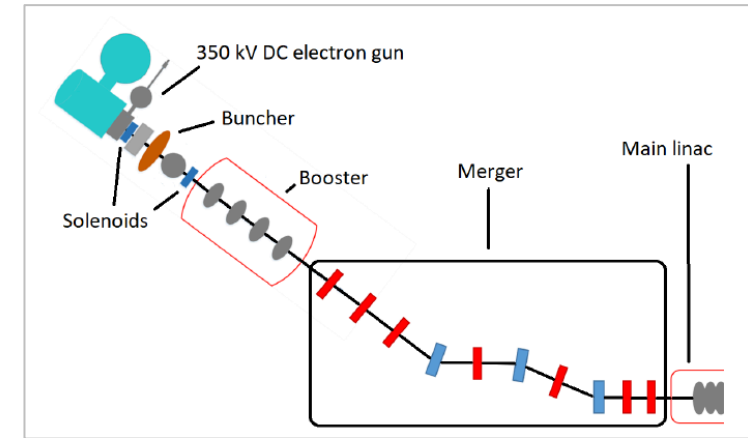 350 kV DC electron gun
Buncher
Main linac
Booster
Merger
Solenoids